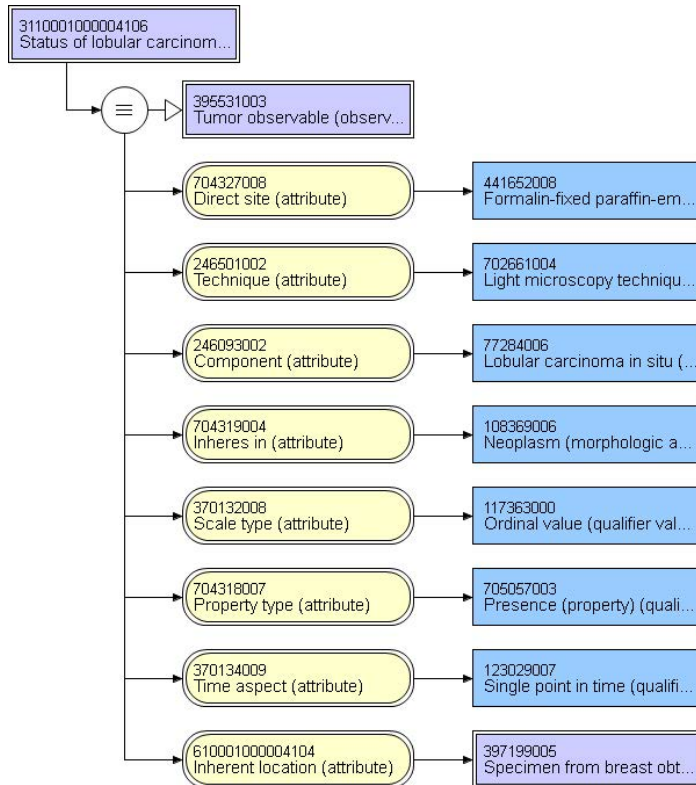 3110001000004106
Status of lobular carcinom...
395531003
Tumor observable (observ...
704327008
Direct site (attribute)
441652008
Formalin-fixed paraffin-em...
246501002
Technique (attribute)
702661004
Light microscopy techniqu...
246093002
Component (attribute)
77284006
Lobular carcinoma in situ (...
704319004
Inheres in (attribute)
108369006
Neoplasm (morphologic a...
370132008
Scale type (attribute)
117363000
Ordinal value (qualifier val...
704318007
Property type (attribute)
705057003
Presence (property) (quali...
370134009
Time aspect (attribute)
123029007
Single point in time (qualifi...
610001000004104
Inherent location (attribute)
397199005
Specimen from breast obt...